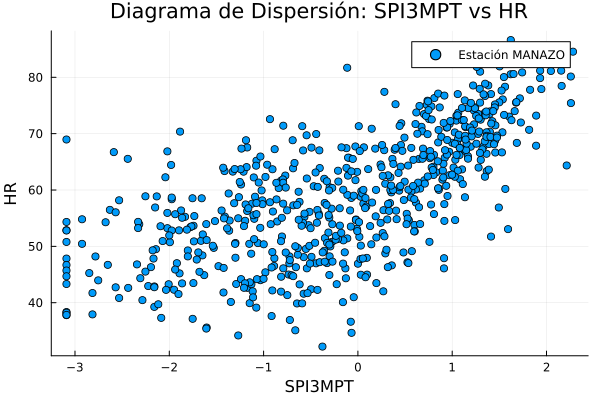 Diagrama de Dispersión: SPI3MPT vs HR
Estación MANAZO
HR
80
70
60
50
40
−3
−2
−1
0
1
2
SPI3MPT